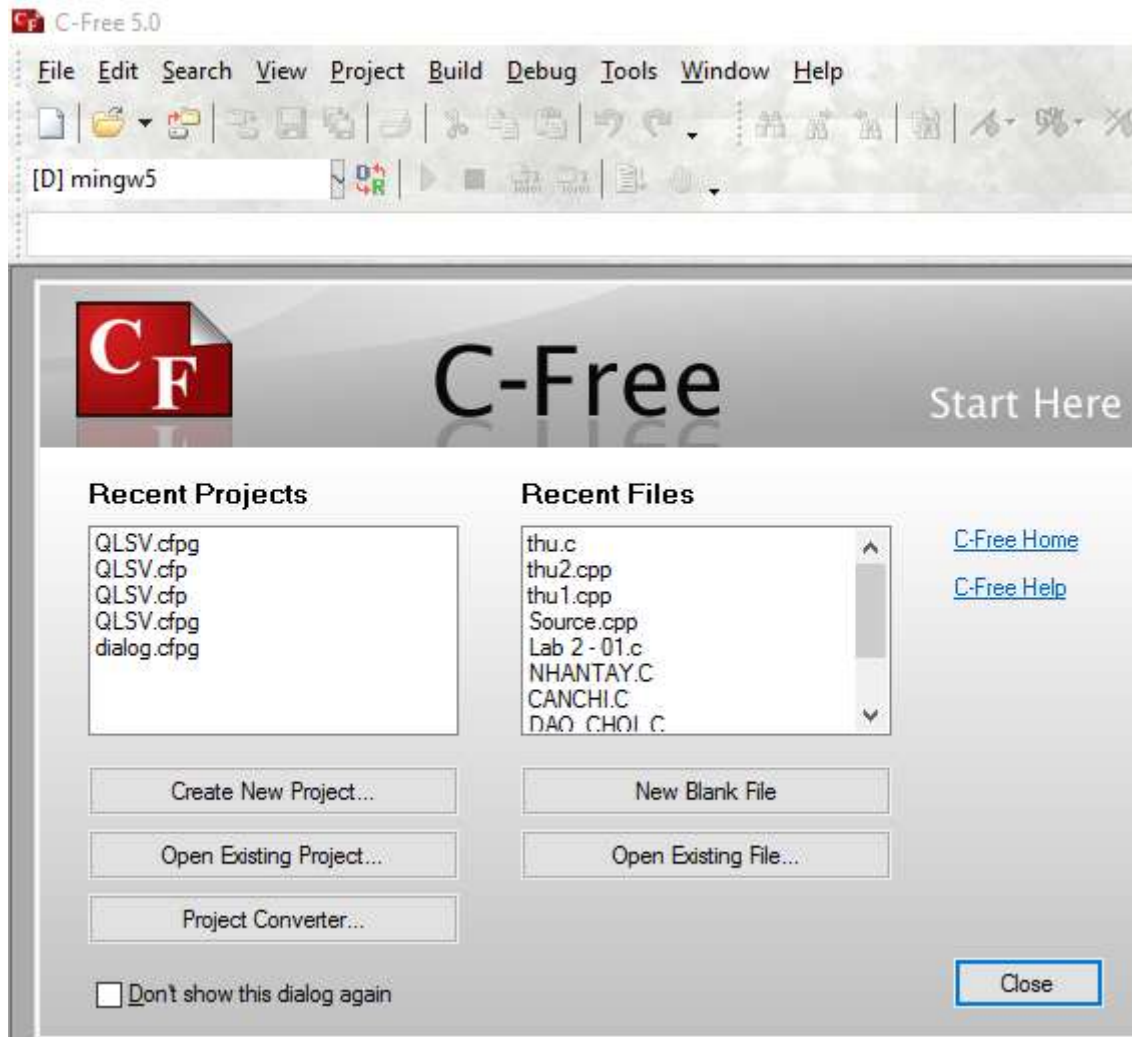 C-Free 5.0
File Edit Search View Project Build Debug Tools Window Help
[D] mingw5
CF
C-Free
Start Here
Recent Projects
QLSV.cfpg
QLSV.cfp
QLSV.cfp
QLSV.cfpg
dialog.cfpg
Create New Project...
Open Existing Project...
Project Converter...
Recent Files
thu.c
thu2.cpp
thu1.cpp
Source.cpp
Lab 2 - 01.c
NHANTAY.C
CANCHI.C
DAO_CHOI.C
New Blank File
Open Existing File...
C-Free Home
C-Free Help
Don't show this dialog again
Close